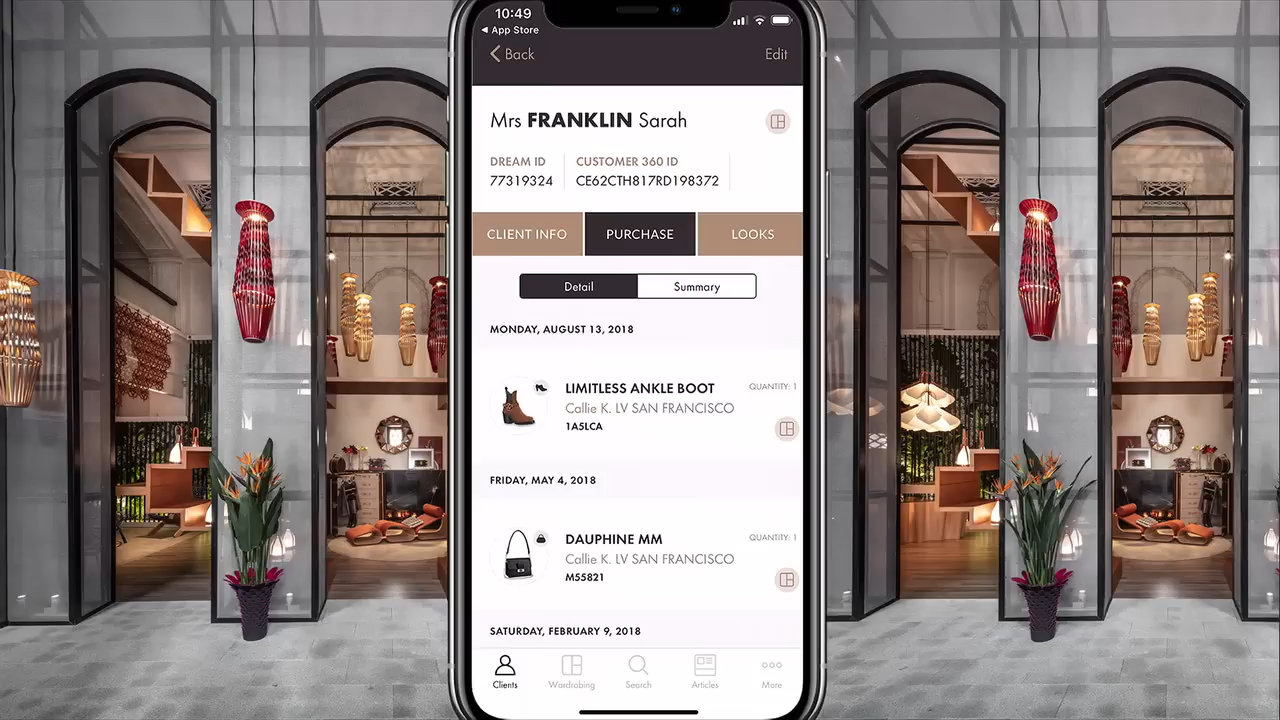 10:49
◀ App Store
Back
Edit
Mrs FRANKLIN Sarah
DREAM ID
77319324
CUSTOMER 360 ID
CE62CTH817RD198372
CLIENT INFO
PURCHASE
LOOKS
Detail
Summary
MONDAY, AUGUST 13, 2018
LIMITLESS ANKLE BOOT
QUANTITY: 1
Callie K. LV SAN FRANCISCO
1A5LCA
FRIDAY, MAY 4, 2018
DAUPHINE MM
QUANTITY: 1
Callie K. LV SAN FRANCISCO
M55821
SATURDAY, FEBRUARY 9, 2018
Clients
Wardrobing
Search
Articles
More